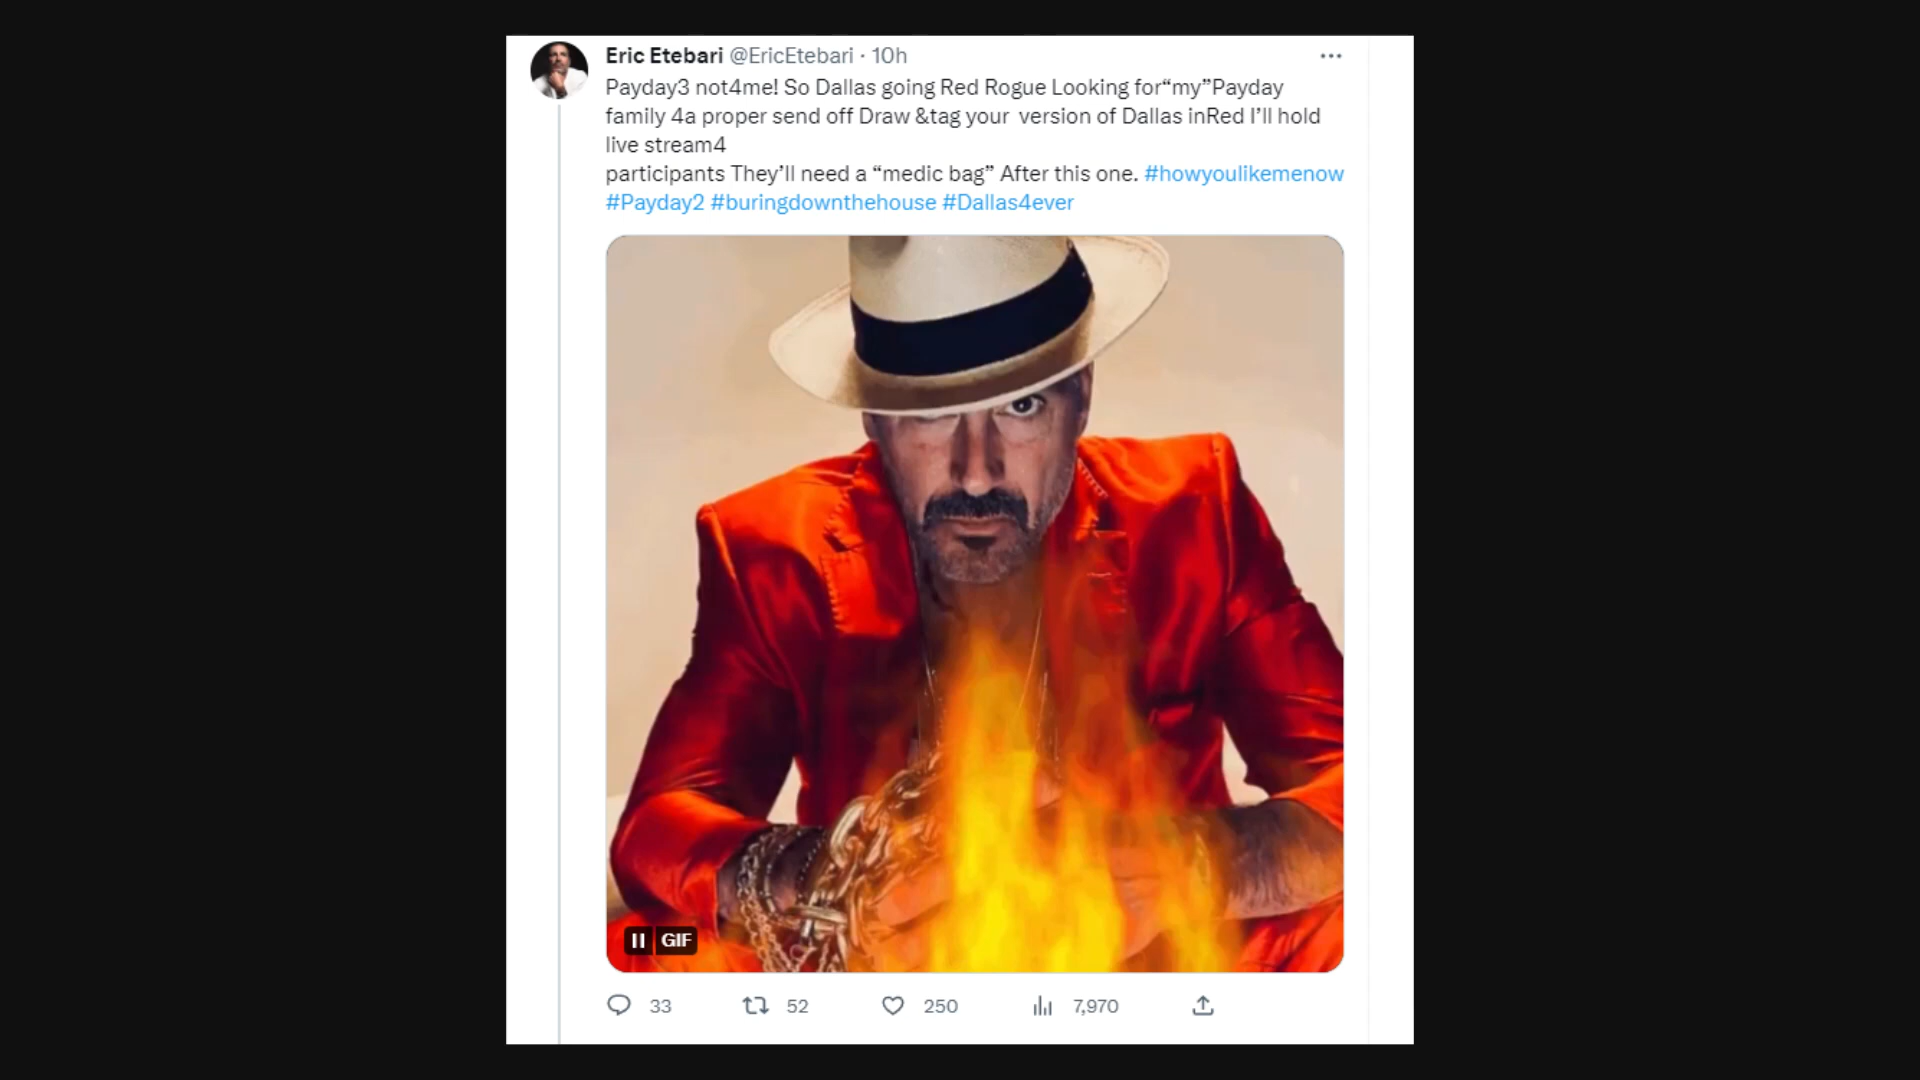 Eric Etebari @EricEtebari · 10h
Payday3 not4me! So Dallas going Red Rogue Looking for“my”Payday
family 4a proper send off Draw &tag your version of Dallas inRed I’ll hold
live stream4
participants They’ll need a “medic bag” After this one. #howyoulikemenow
#Payday2 #buringdownthehouse #Dallas4ever
GIF
33 52 250 7,970